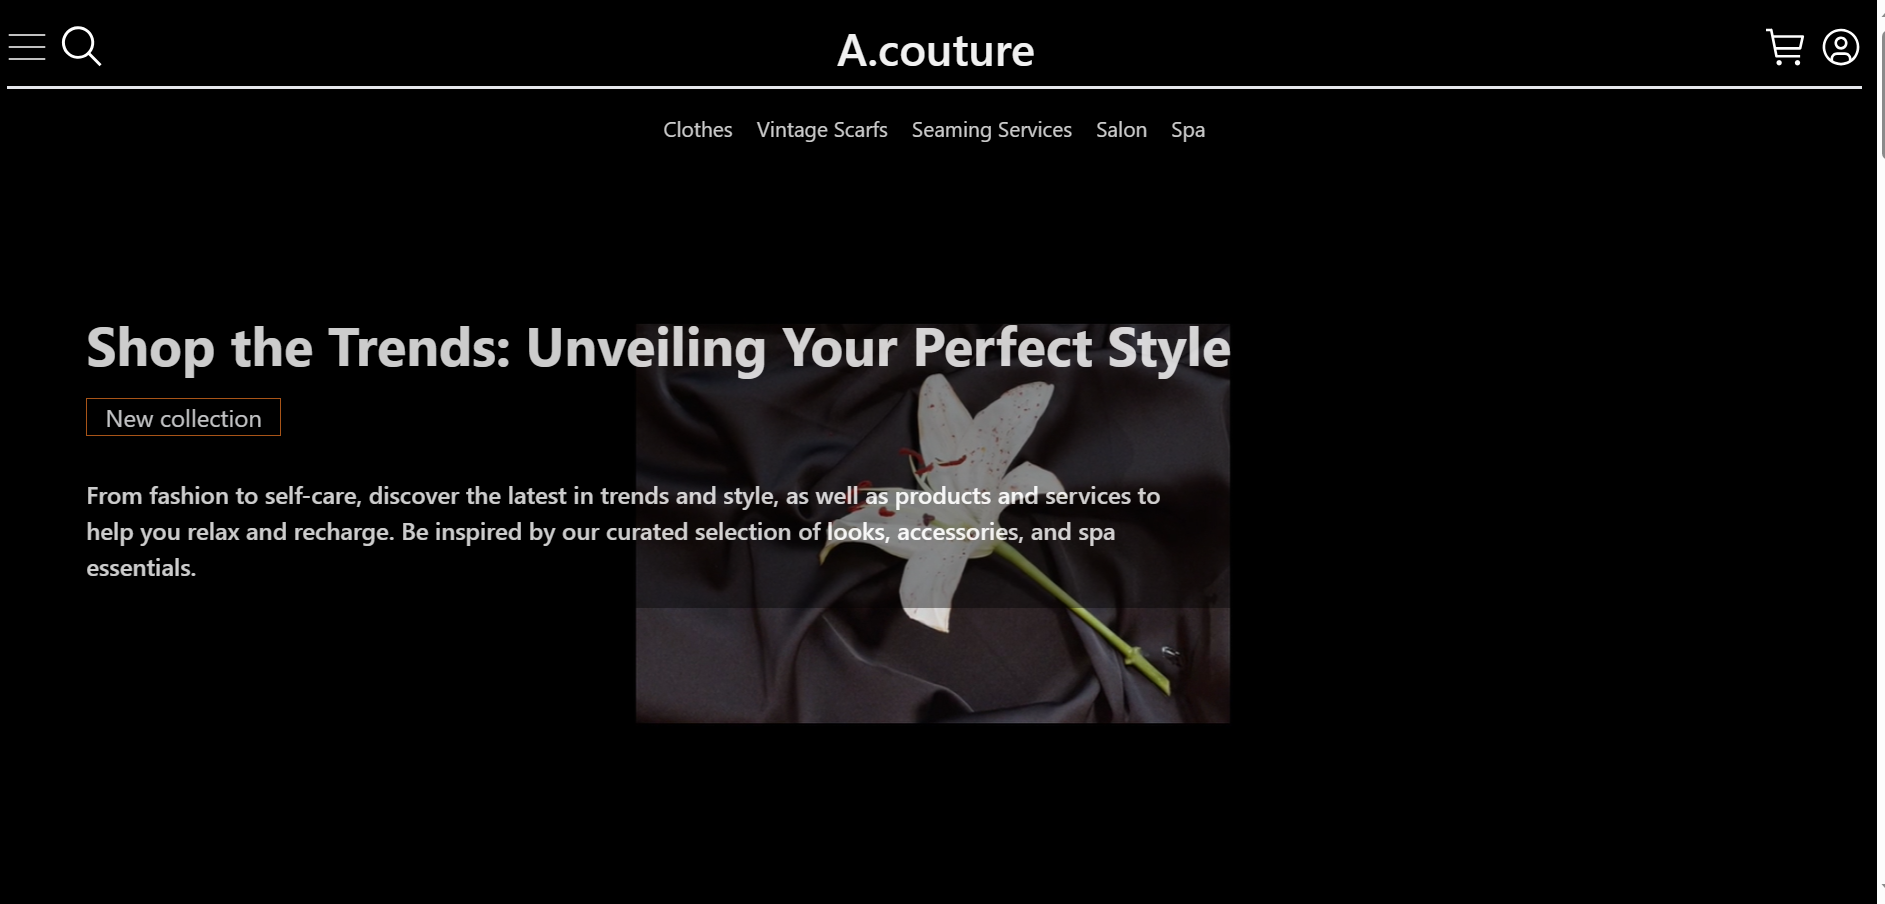 A.couture
Clothes Vintage Scarfs Seaming Services Salon Spa
Shop the Trends: Unveiling Your Perfect Style
New collection
From fashion to self-care, discover the latest in trends and style, as well as products and services to
help you relax and recharge. Be inspired by our curated selection of looks, accessories, and spa
essentials.